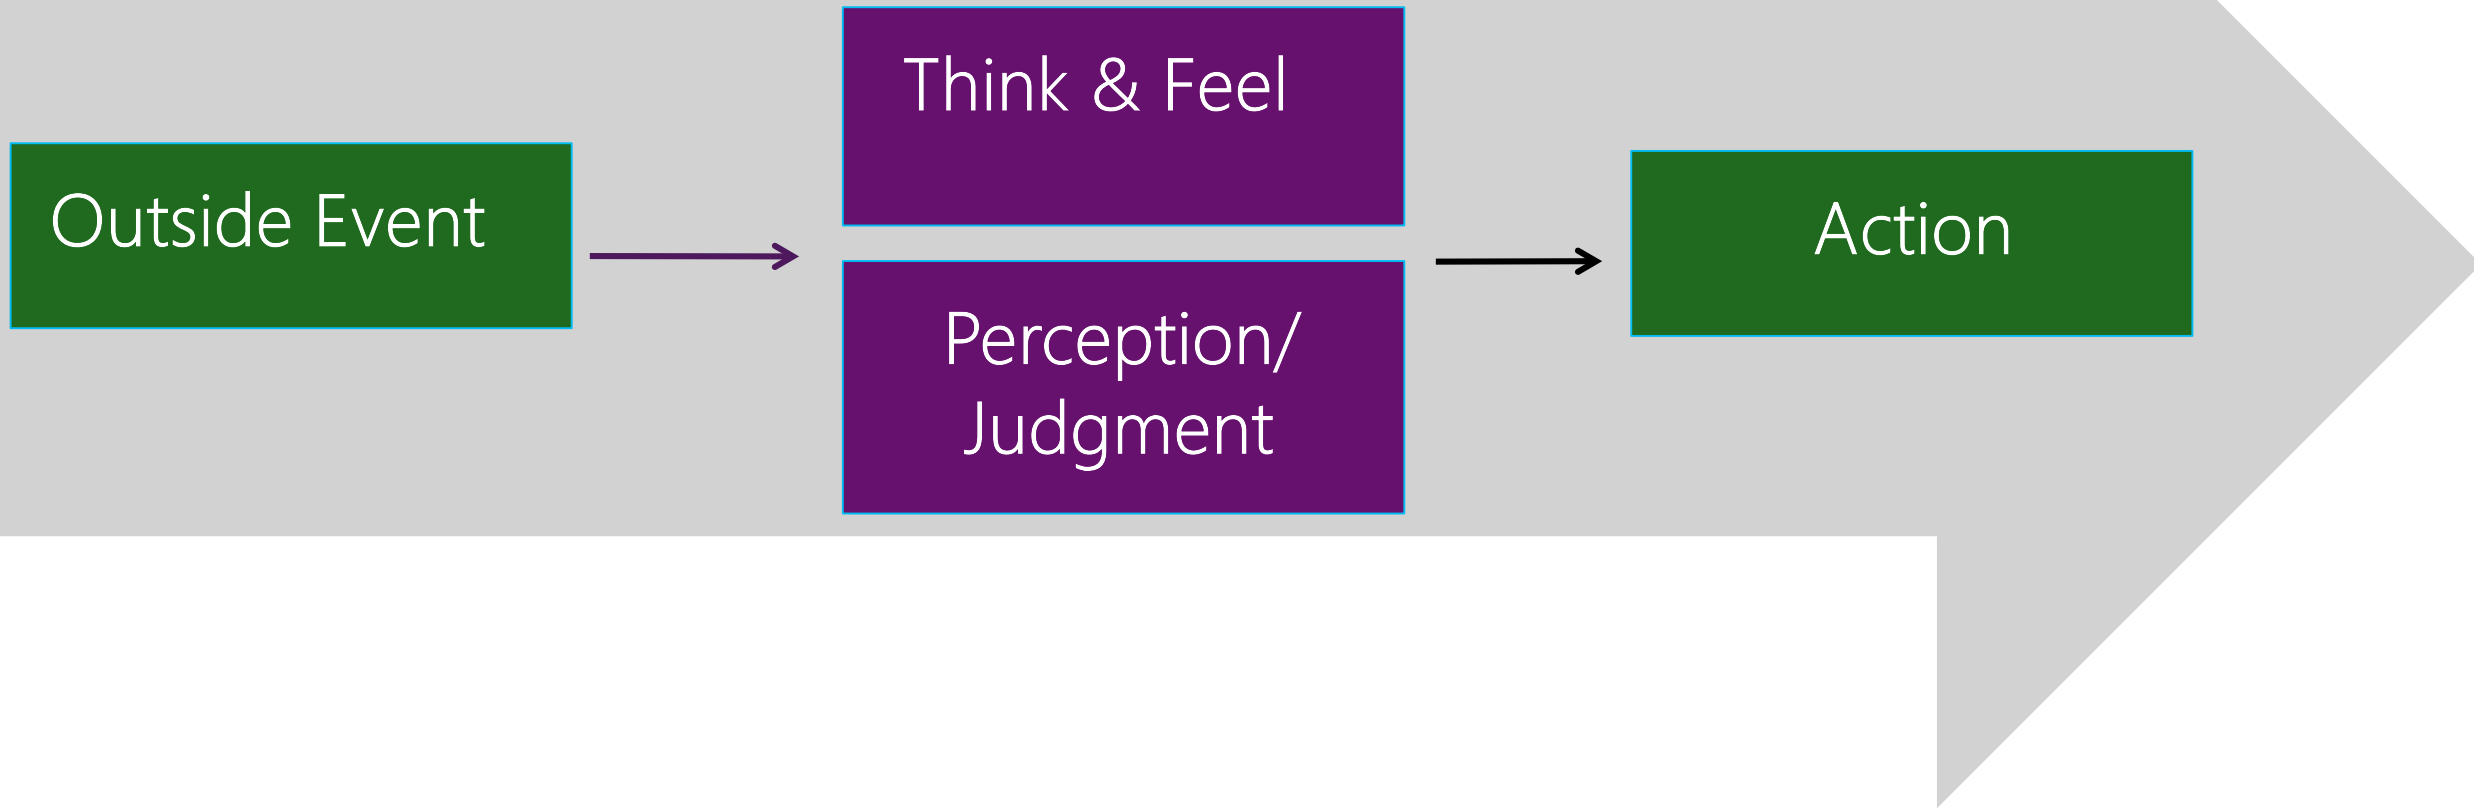 Outside Event
Think & Feel
Perception/
Judgment
Action